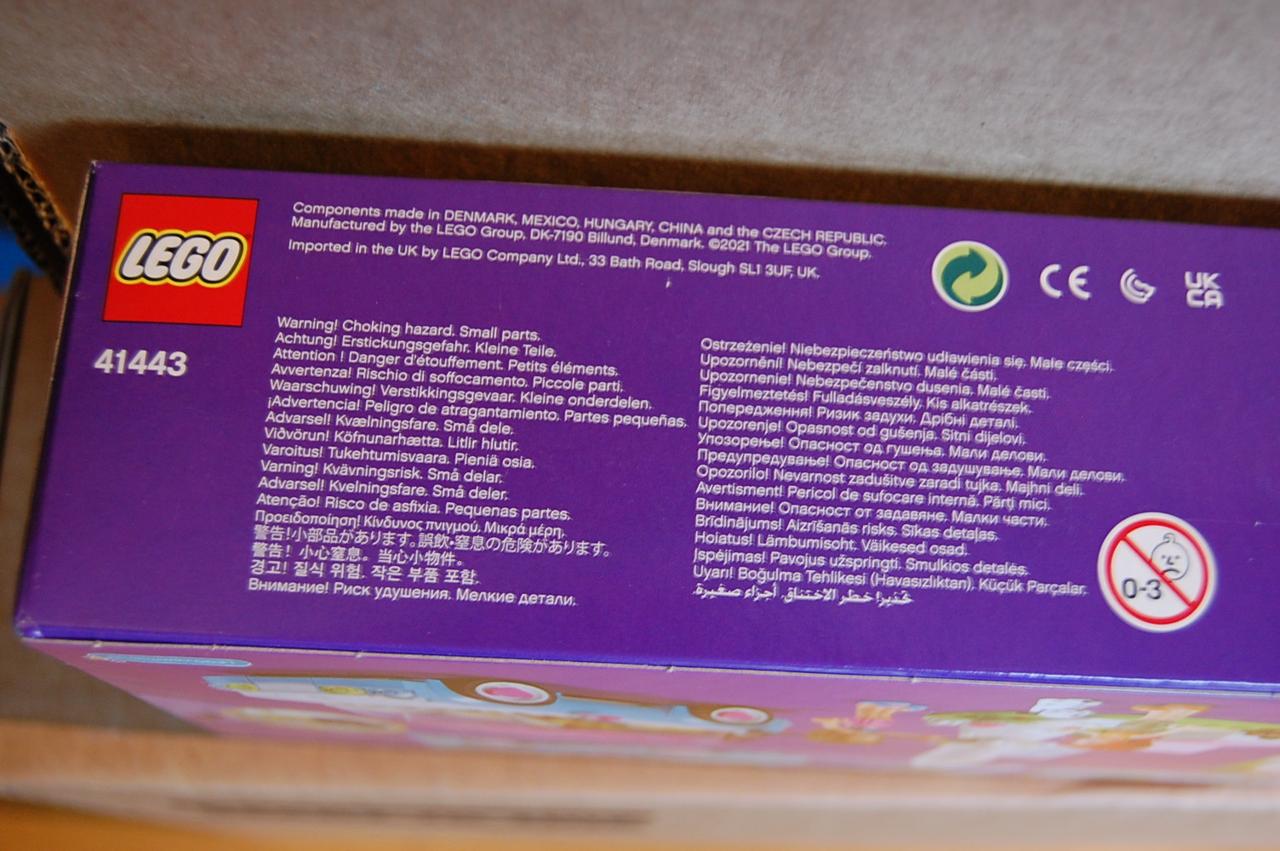 LEGO
41443
Components made in DENMARK, MEXICO, HUNGARY, CHINA and the CZECH REPUBLIC.
Manufactured by the LEGO Group, DK-7190 Billund, Denmark. ©2021 The LEGO Group.
Imported in the UK by LEGO Company Ltd., 33 Bath Road, Slough SL1 3UF, UK.
CE
UK
CA
Warning! Choking hazard. Small parts.
Achtung! Erstickungsgefahr. Kleine Teile.
Attention ! Danger d'étouffement. Petits éléments.
Avvertenza! Rischio di soffocamento. Piccole parti.
Waarschuwing! Verstikkingsgevaar. Kleine onderdelen.
¡Advertencia! Peligro de atragantamiento. Partes pequeñas.
Advarsel! Kvælningsfare. Små dele.
Viðvörun! Köfnunarhætta. Litlir hlutir.
Varoitus! Tukehtumisvaara. Pieniä osia.
Varning! Kvävningsrisk. Små delar.
Advarsel! Kvelningsfare. Små deler.
Atenção! Risco de asfixia. Pequenas partes.
Προειδοποίηση! Κίνδυνος πνιγμού. Μικρά μέρη.
警告!小部品があります。誤飲・窒息の危険があります。
警告！小心窒息。当心小物件。
경고! 질식 위험. 작은 부품 포함.
Внимание! Риск удушения. Мелкие детали.
Ostrzeżenie! Niebezpieczeństwo udławienia się. Małe części.
Upozornění! Nebezpečí zalknutí. Malé části.
Upozornenie! Nebezpečenstvo dusenia. Malé časti.
Figyelmeztetés! Fulladásveszély. Kis alkatrészek.
Попередження! Ризик задухи. Дрібні деталі.
Upozorenje! Opasnost od gušenja. Sitni dijelovi.
Упозорење! Опасност од гушења. Мали делови.
Предупредување! Опасност од задушување. Мали делови.
Opozorilo! Nevarnost zadušitve zaradi tujka. Majhni deli.
Avertisment! Pericol de sufocare internă. Părți mici.
Внимание! Опасност от задавяне. Малки части.
Brīdinājums! Aizrīšanās risks. Sīkas detaļas.
Hoiatus! Lämbumisoht. Väikesed osad.
Įspėjimas! Pavojus užspringti. Smulkios detalės.
Uyarı! Boğulma Tehlikesi (Havasızlıktan). Küçük Parçalar.
تحذير! خطر الاختناق. أجزاء صغيرة.
0-3